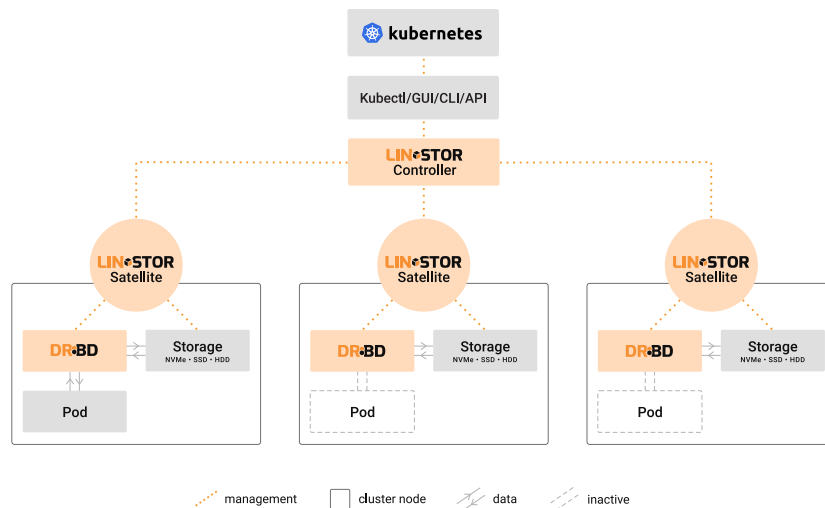 kubernetes
Kubectl/GUI/CLI/API
LINSTOR
Controller
LINSTOR
Satellite
LINSTOR
Satellite
LINSTOR
Satellite
DRBD
Storage
NVMe • SSD • HDD
DRBD
Storage
NVMe • SSD • HDD
DRBD
Storage
NVMe • SSD • HDD
Pod
Pod
Pod
management
cluster node
data
inactive